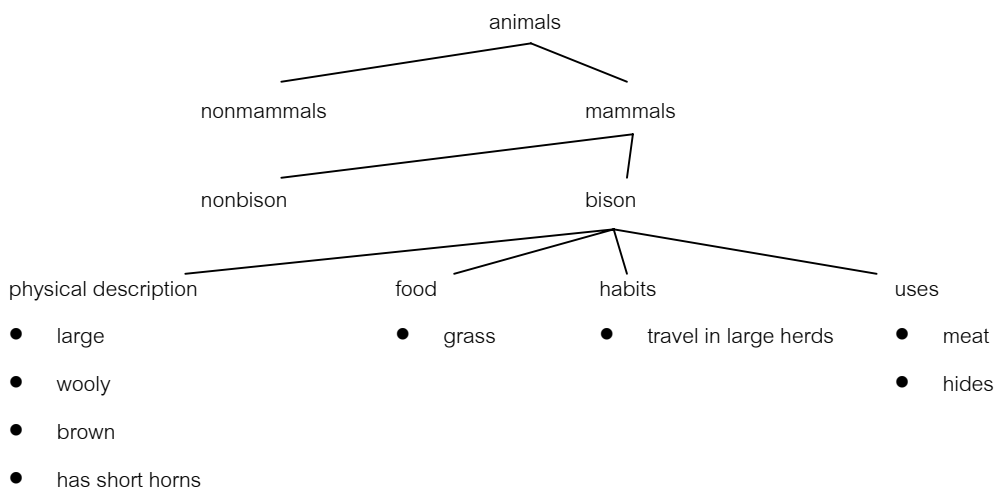 animals
nonmammals mammals
nonbison bison
physical description food habits uses
● large ● grass ● travel in large herds ● meat
● wooly ● hides
● brown
● has short horns